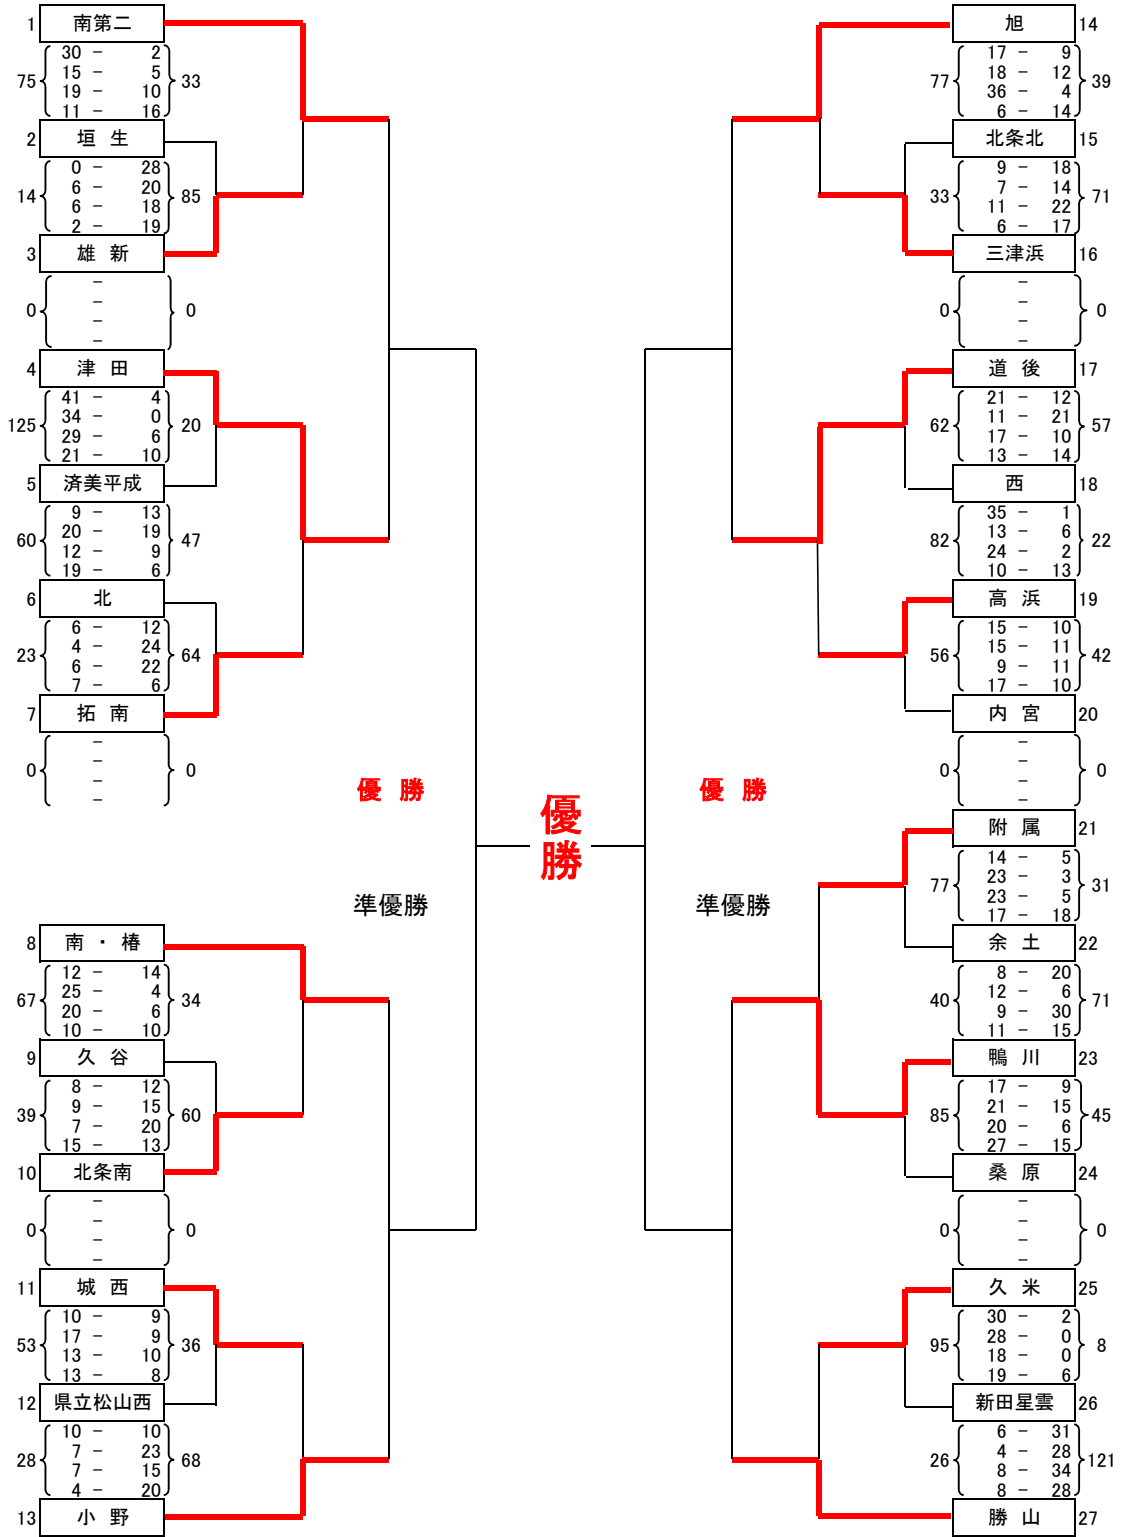 1 南第二
75 33
30 - 2
15 - 5
19 - 10
11 - 16
2 垣 生
14 85
0 - 28
6 - 20
6 - 18
2 - 19
3 雄 新
0 0
-
-
-
-
4 津 田
125 20
41 - 4
34 - 0
29 - 6
21 - 10
5 済美平成
60 47
9 - 13
20 - 19
12 - 9
19 - 6
6 北
23 64
6 - 12
4 - 24
6 - 22
7 - 6
7 拓 南
0 0
-
-
-
-
8 南 ・ 椿
67 34
12 - 14
25 - 4
20 - 6
10 - 10
9 久 谷
39 60
8 - 12
9 - 15
7 - 20
15 - 13
10 北条南
0 0
-
-
-
-
11 城 西
53 36
10 - 9
17 - 9
13 - 10
13 - 8
12 県立松山西
28 68
10 - 10
7 - 23
7 - 15
4 - 20
13 小 野
優 勝
準優勝
優
勝
優 勝
準優勝
旭 14
77 39
17 - 9
18 - 12
36 - 4
6 - 14
北条北 15
33 71
9 - 18
7 - 14
11 - 22
6 - 17
三津浜 16
0 0
-
-
-
-
道 後 17
62 57
21 - 12
11 - 21
17 - 10
13 - 14
西 18
82 22
35 - 1
13 - 6
24 - 2
10 - 13
高 浜 19
56 42
15 - 10
15 - 11
9 - 11
17 - 10
内 宮 20
0 0
-
-
-
-
附 属 21
77 31
14 - 5
23 - 3
23 - 5
17 - 18
余 土 22
40 71
8 - 20
12 - 6
9 - 30
11 - 15
鴨 川 23
85 45
17 - 9
21 - 15
20 - 6
27 - 15
桑 原 24
0 0
-
-
-
-
久 米 25
95 8
30 - 2
28 - 0
18 - 0
19 - 6
新田星雲 26
26 121
6 - 31
4 - 28
8 - 34
8 - 28
勝 山 27